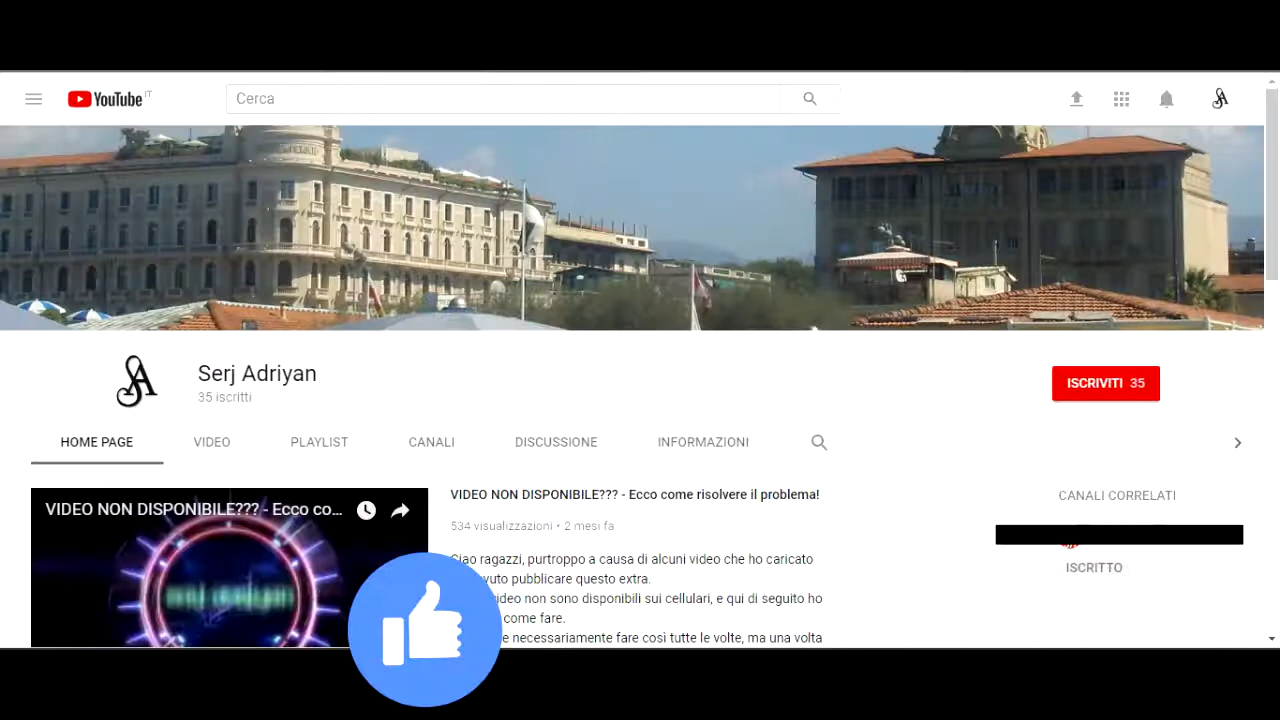 YouTube IT
Cerca
Serj Adriyan
35 iscritti
ISCRIVITI 35
HOME PAGE
VIDEO
PLAYLIST
CANALI
DISCUSSIONE
INFORMAZIONI
VIDEO NON DISPONIBILE??? - Ecco co...
VIDEO NON DISPONIBILE??? - Ecco come risolvere il problema!
534 visualizzazioni • 2 mesi fa
Ciao ragazzi, purtroppo a causa di alcuni video che ho caricato
pubblicare questo extra.
non sono disponibili sui cellulari, e qui di seguito ho
come fare.
necessariamente fare così tutte le volte, ma una volta
CANALI CORRELATI
ISCRITTO